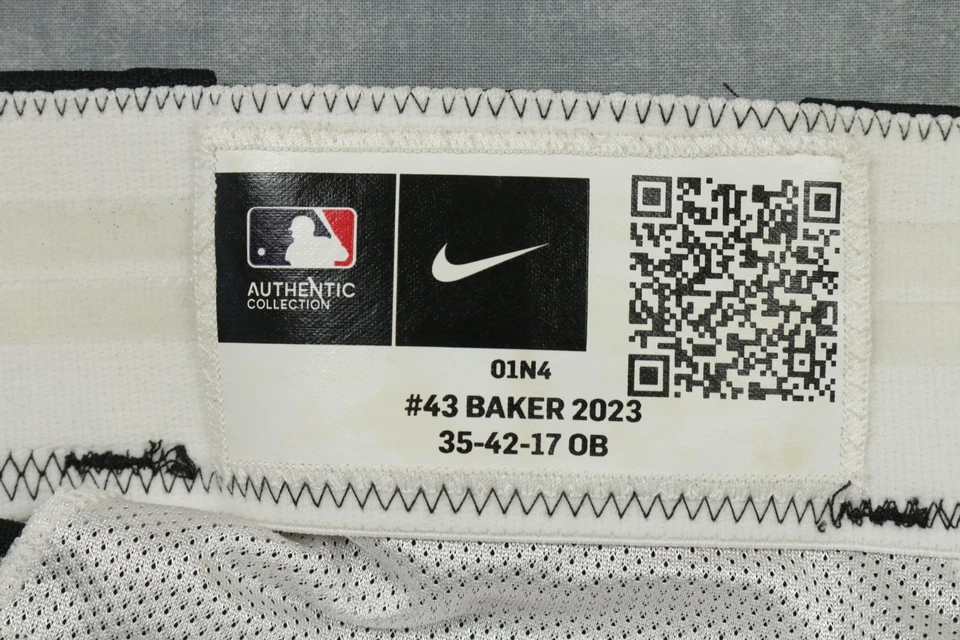 AUTHENTIC
COLLECTION
01N4
#43 BAKER 2023
35-42-17 OB